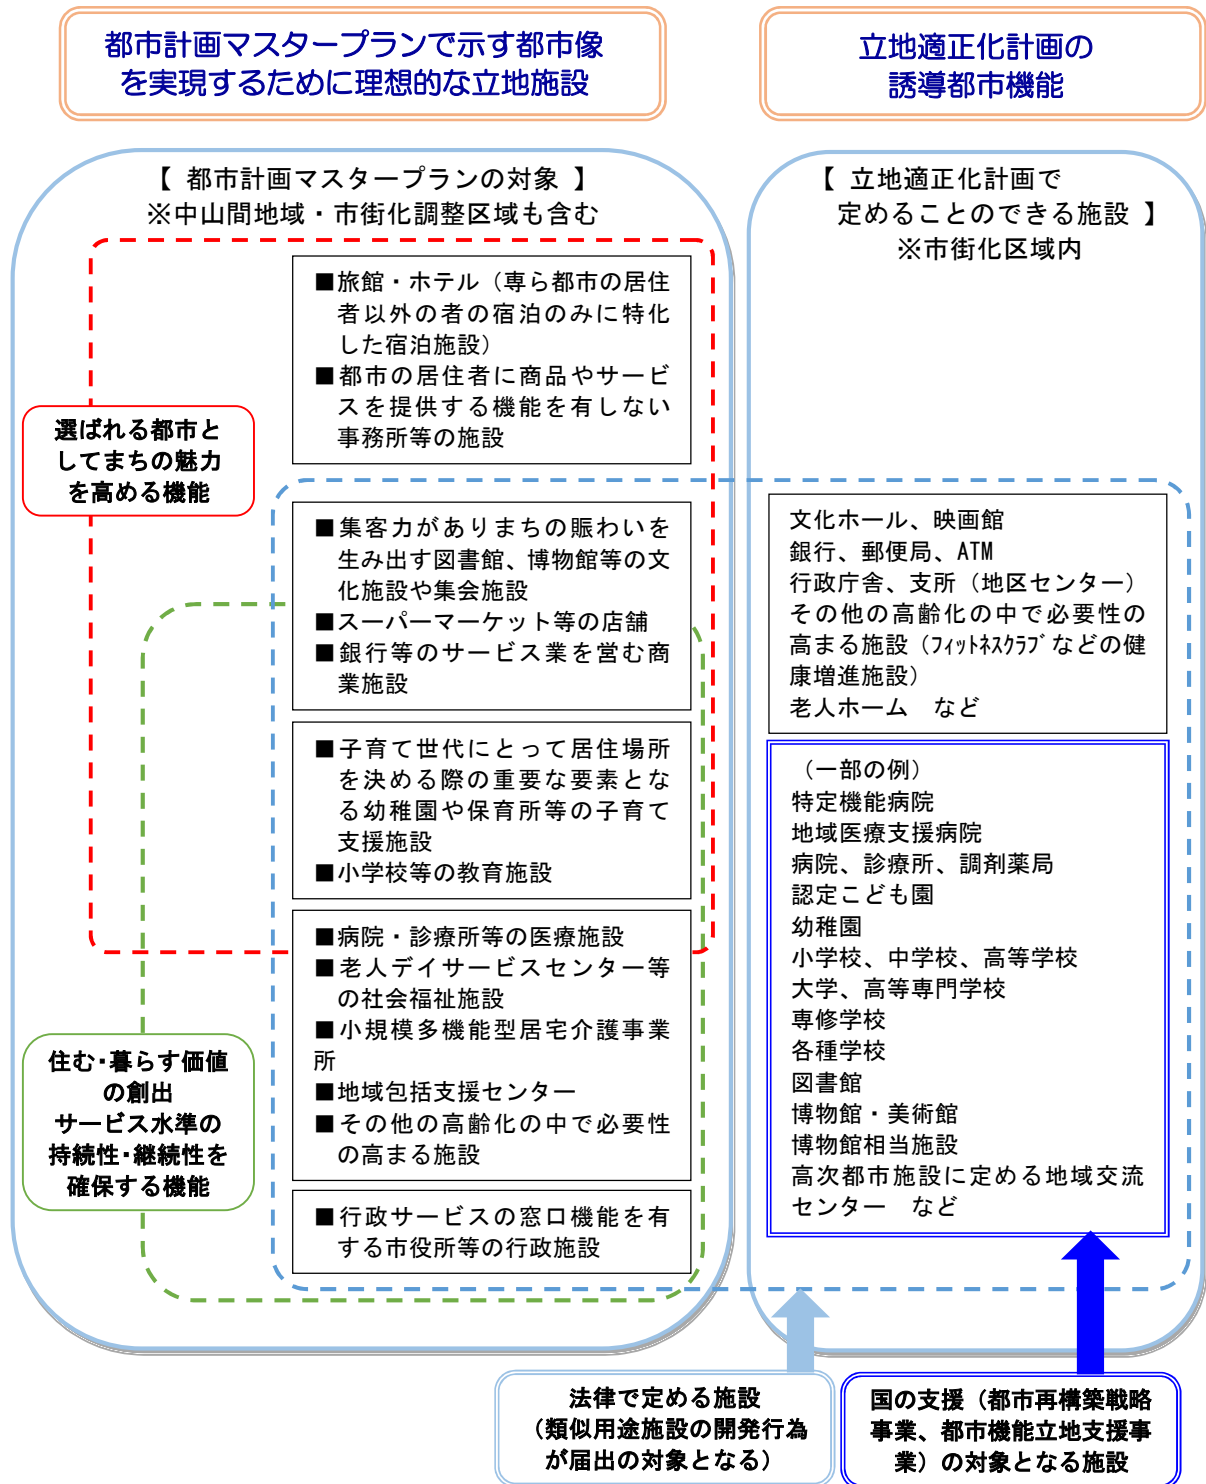 都市計画マスタープランで示す都市像
を実現するために理想的な立地施設
立地適正化計画の
誘導都市機能
【 都市計画マスタープランの対象 】
※中山間地域・市街化調整区域も含む
■旅館・ホテル（専ら都市の居住
者以外の者の宿泊のみに特化
した宿泊施設）
■都市の居住者に商品やサービ
スを提供する機能を有しない
事務所等の施設
選ばれる都市と
してまちの魅力
を高める機能
■集客力がありまちの賑わいを
生み出す図書館、博物館等の文
化施設や集会施設
■スーパーマーケット等の店舗
■銀行等のサービス業を営む商
業施設
■子育て世代にとって居住場所
を決める際の重要な要素とな
る幼稚園や保育所等の子育て
支援施設
■小学校等の教育施設
■病院・診療所等の医療施設
■老人デイサービスセンター等
の社会福祉施設
■小規模多機能型居宅介護事業
所
■地域包括支援センター
■その他の高齢化の中で必要性
の高まる施設
住む・暮らす価値
の創出
サービス水準の
持続性・継続性を
確保する機能
■行政サービスの窓口機能を有
する市役所等の行政施設
【 立地適正化計画で
定めることのできる施設 】
※市街化区域内
文化ホール、映画館
銀行、郵便局、ATM
行政庁舎、支所（地区センター）
その他の高齢化の中で必要性の
高まる施設（ﾌｨｯﾄﾈｽｸﾗﾌﾞなどの健
康増進施設）
老人ホーム　など
（一部の例）
特定機能病院
地域医療支援病院
病院、診療所、調剤薬局
認定こども園
幼稚園
小学校、中学校、高等学校
大学、高等専門学校
専修学校
各種学校
図書館
博物館・美術館
博物館相当施設
高次都市施設に定める地域交流
センター　など
法律で定める施設
（類似用途施設の開発行為
が届出の対象となる）
国の支援（都市再構築戦略
事業、都市機能立地支援事
業）の対象となる施設